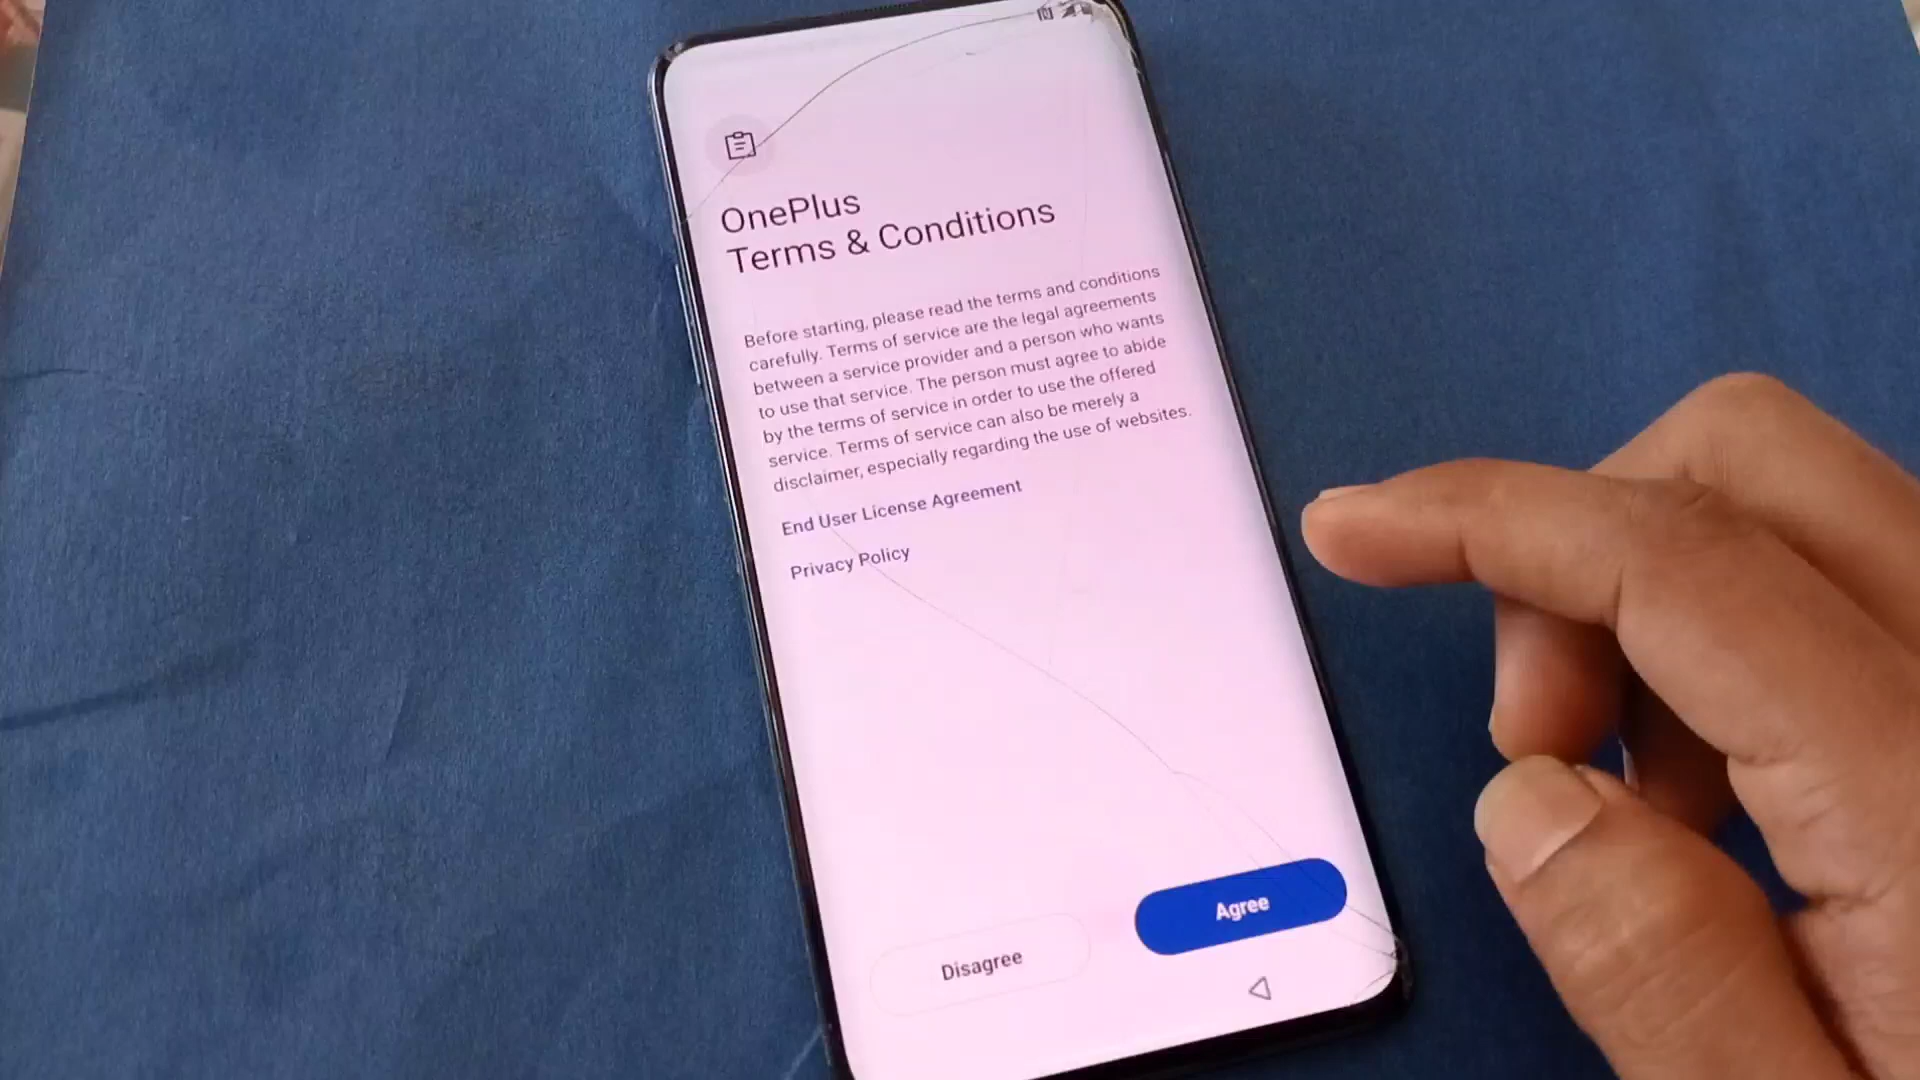 OnePlus
Terms & Conditions
Before starting, please read the terms and conditions
carefully. Terms of service are the legal agreements
between a service provider and a person who wants
to use that service. The person must agree to abide
by the terms of service in order to use the offered
service. Terms of service can also be merely a
disclaimer, especially regarding the use of websites.
End User License Agreement
Privacy Policy
Disagree
Agree